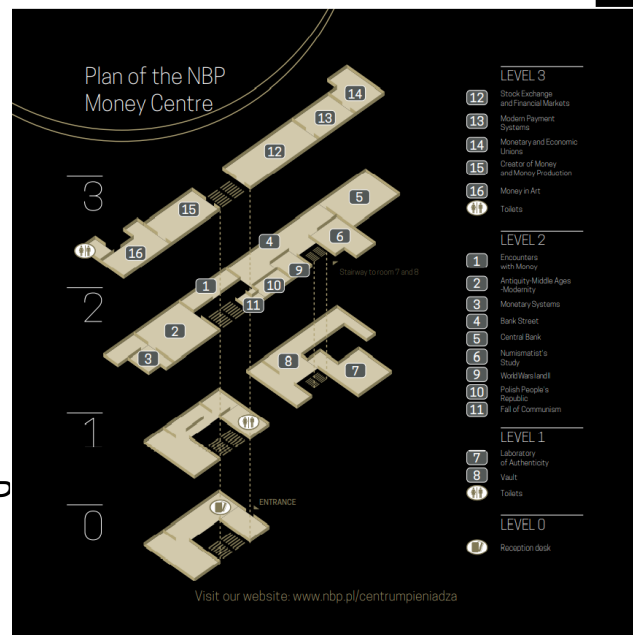 Plan of the NBP
Money Centre
3
2
1
0
14
13
12
15
16
5
4
6
9
10
11
1
2
3
Stairway to room 7 and 8
8
7
ENTRANCE
LEVEL 3
12 Stock Exchange
and Financial Markets
13 Modern Payment
Systems
14 Monetary and Economic
Unions
15 Creator of Money
and Money Production
16 Money in Art
Toilets
LEVEL 2
1 Encounters
with Money
2 Antiquity-Middle Ages
-Modernity
3 Monetary Systems
4 Bank Street
5 Central Bank
6 Numismatist's
Study
9 World Wars I and II
10 Polish People's
Republic
11 Fall of Communism
LEVEL 1
7 Laboratory
of Authenticity
8 Vault
Toilets
LEVEL 0
Reception desk
Visit our website: www.nbp.pl/centrumpieniadza